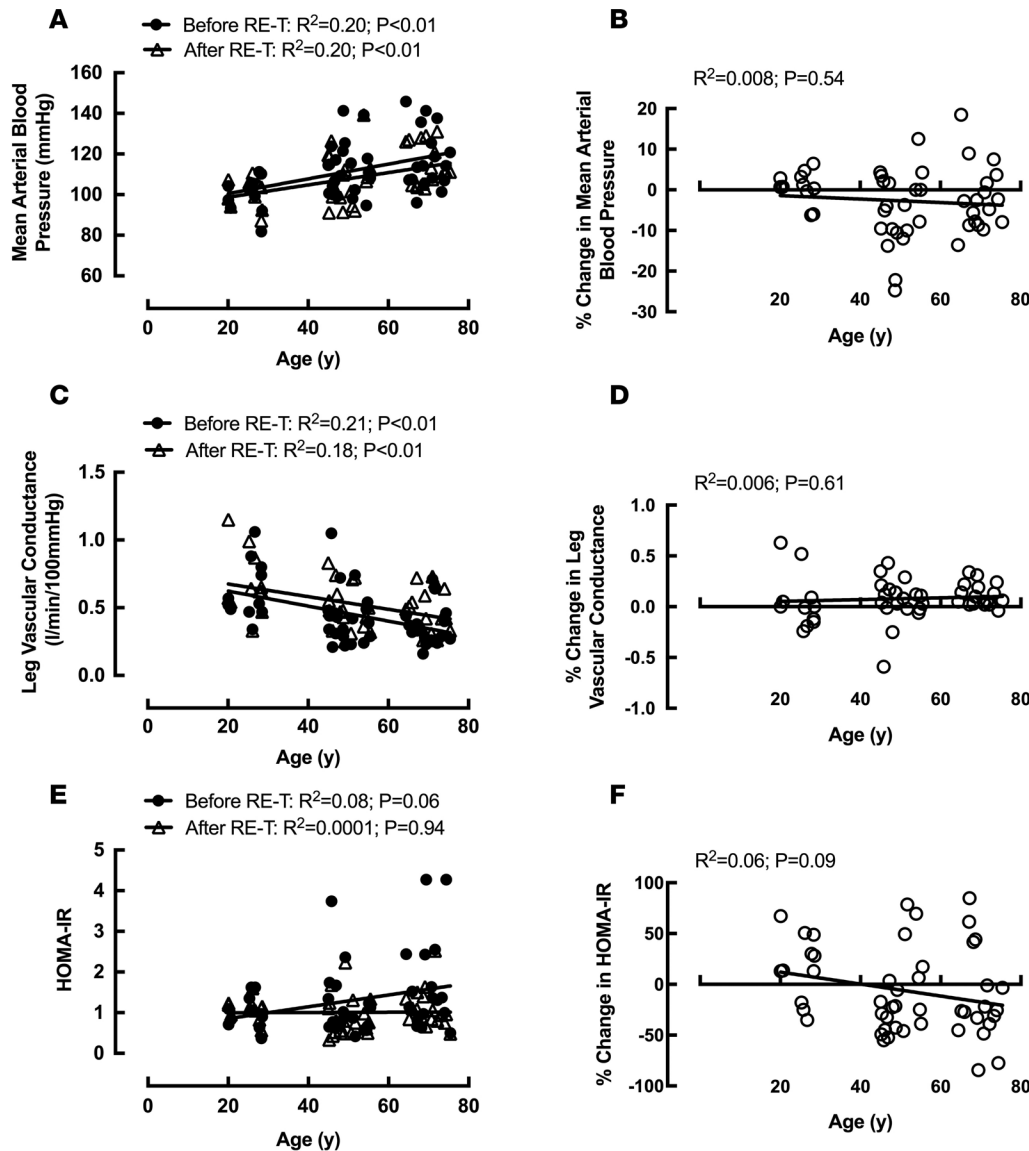 A
Before RE-T: R2=0.20; P<0.01
After RE-T: R2=0.20; P<0.01
Mean Arterial Blood
Pressure (mmHg)
160
140
120
100
80
60
0 20 40 60 80
Age (y)
B
R2=0.008; P=0.54
% Change in Mean Arterial
Blood Pressure
20
10
0
-10
-20
-30
20 40 60 80
Age (y)
C
Before RE-T: R2=0.21; P<0.01
After RE-T: R2=0.18; P<0.01
Leg Vascular Conductance
(l/min/100mmHg)
1.5
1.0
0.5
0.0
0 20 40 60 80
Age (y)
D
R2=0.006; P=0.61
% Change in Leg
Vascular Conductance
1.0
0.5
0.0
-0.5
-1.0
20 40 60 80
Age (y)
E
Before RE-T: R2=0.08; P=0.06
After RE-T: R2=0.0001; P=0.94
HOMA-IR
5
4
3
2
1
0
0 20 40 60 80
Age (y)
F
R2=0.06; P=0.09
% Change in HOMA-IR
100
50
0
-50
-100
20 40 60 80
Age (y)